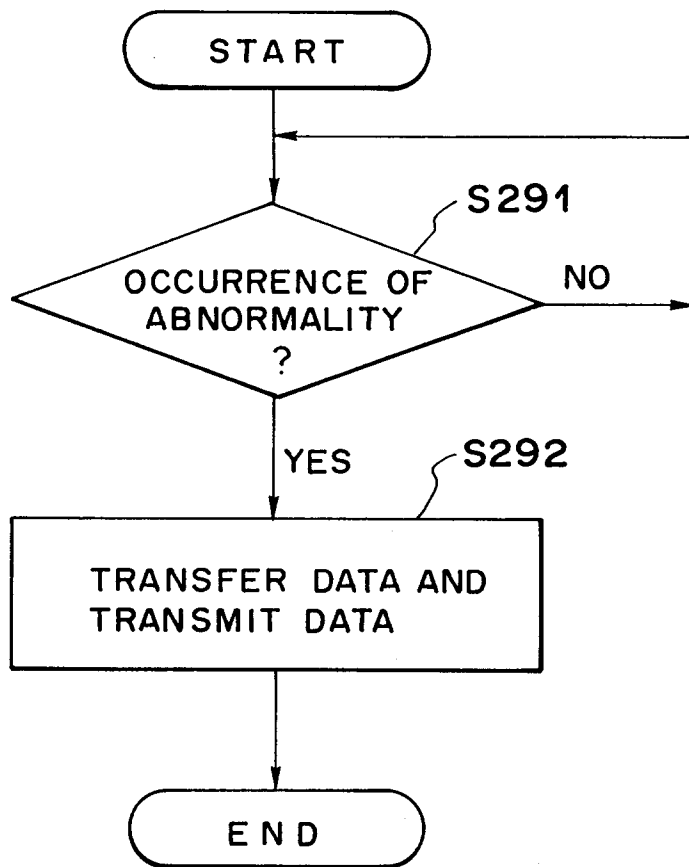 START
S291
OCCURRENCE OF
ABNORMALITY
?
NO
YES
S292
TRANSFER DATA AND
TRANSMIT DATA
END